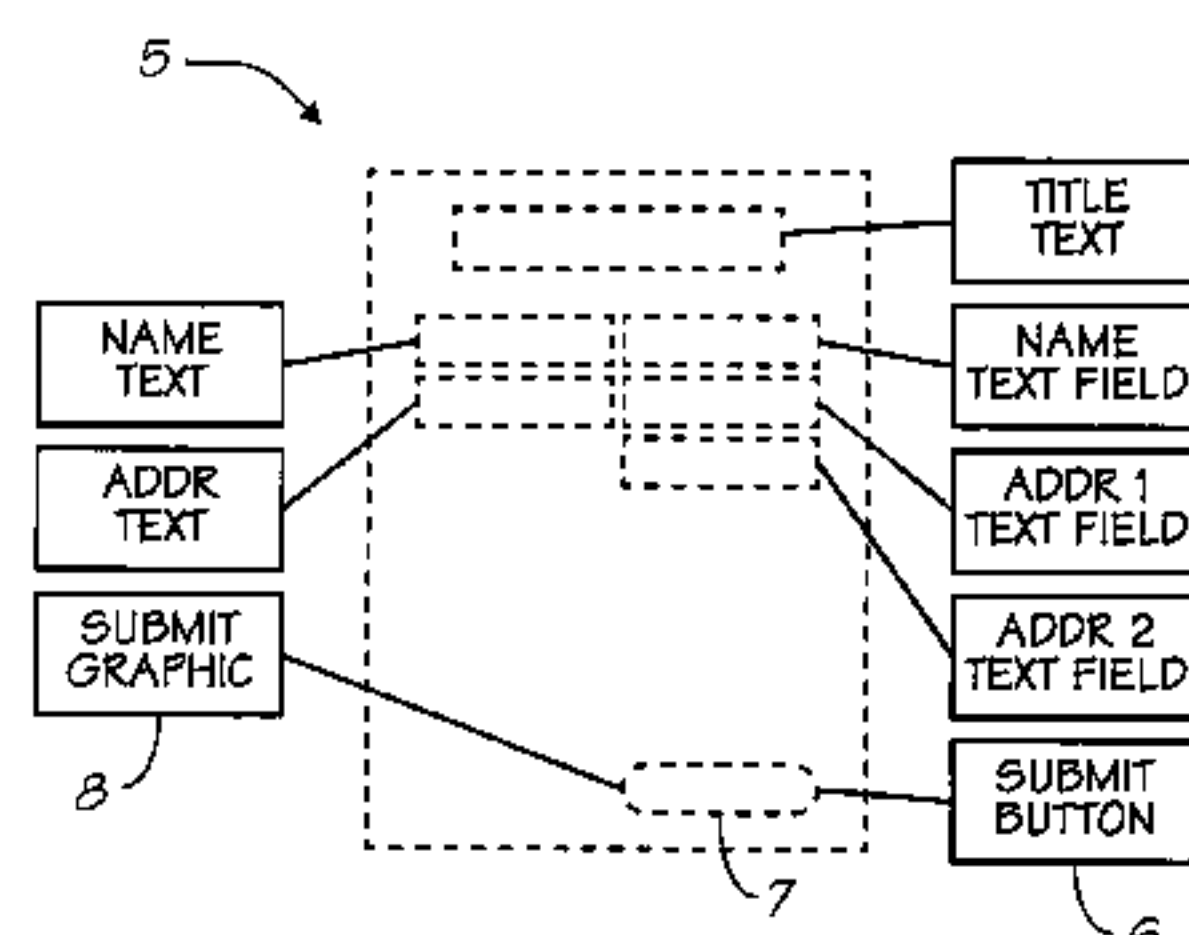 5
TITLE
TEXT
NAME
TEXT
NAME
TEXT FIELD
ADDR
TEXT
ADDR 1
TEXT FIELD
SUBMIT
GRAPHIC
ADDR 2
TEXT FIELD
8
SUBMIT
BUTTON
7
6